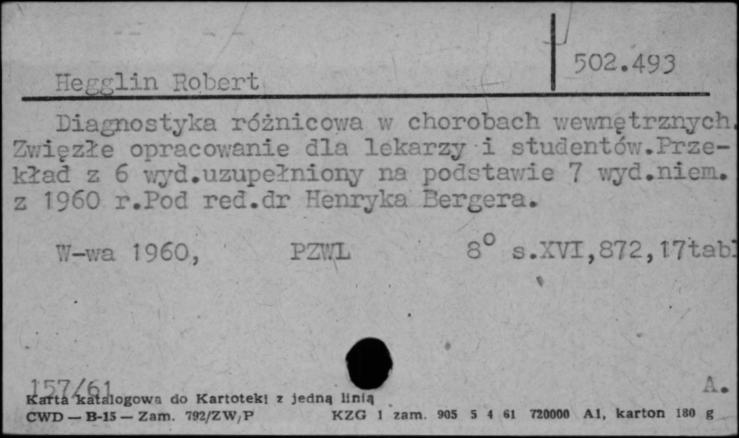 502.493
Hegglin Robert
Diagnostyka różnicowa w chorobach wewnętrznych.
Zwięzłe opracowanie dla lekarzy i studentów.Prze-
kład z 6 wyd.uzupełniony na podstawie 7 wyd.niem.
z 1960 r.Pod red.dr Henryka Bergera.
W-wa 1960, PZWL 8° s.XVI,872,17tabl
157/61 A.
Karta katalogowa do Kartoteki z jedną linią
CWD — B-15 — Zam. 792/ZW/P KZG 1 zam. 905 5 4 61 720000 A1, karton 180 g